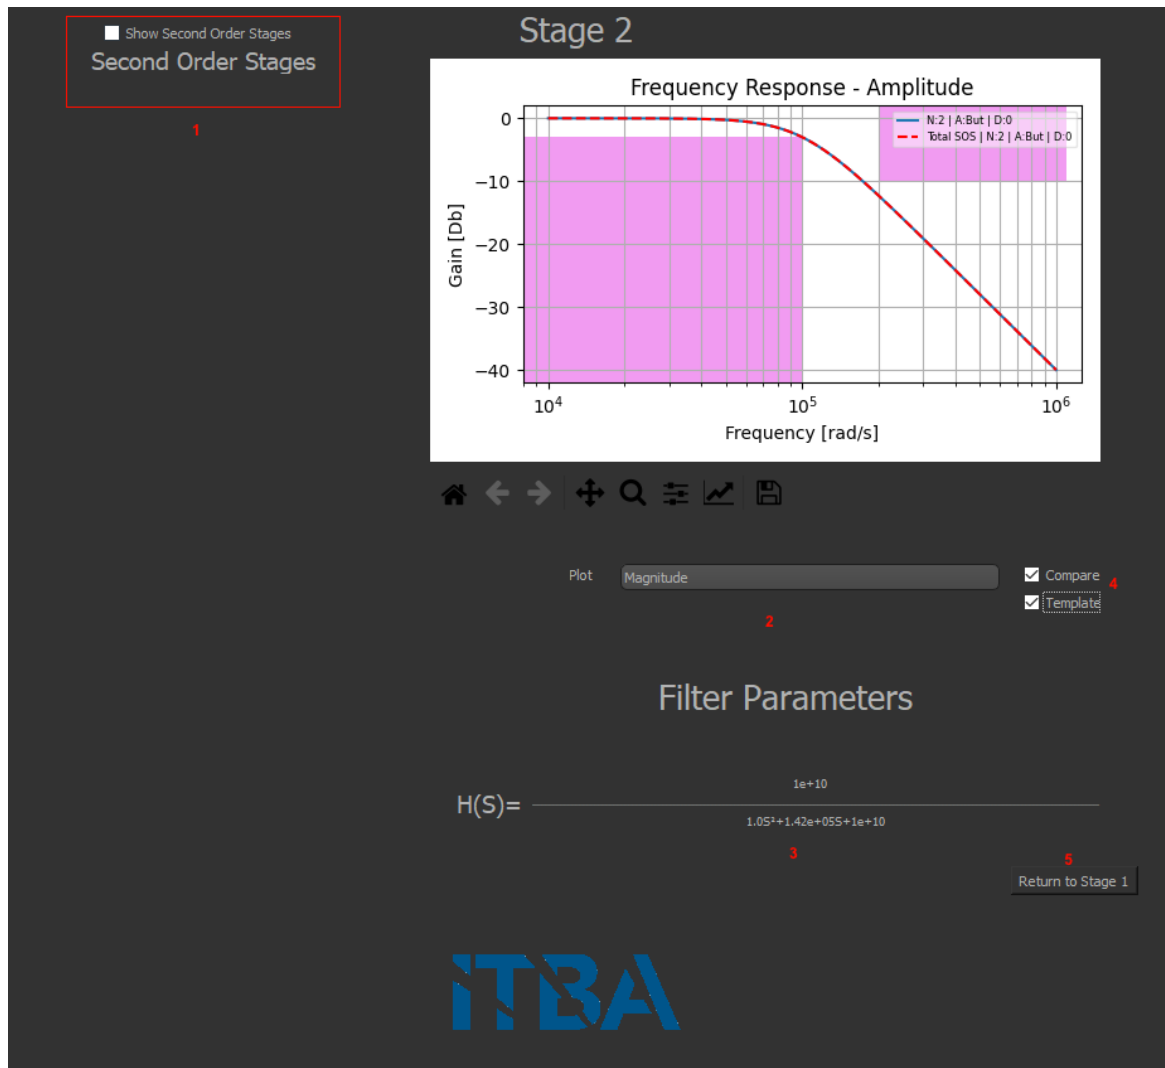 Show Second Order Stages
Second Order Stages
1
Stage 2
Frequency Response - Amplitude
N:2 | A:But | D:0
Total SOS | N:2 | A:But | D:0
Gain [Db]
0
−10
−20
−30
−40
10⁴
10⁵
10⁶
Frequency [rad/s]
Plot
Magnitude
Compare
4
Template
2
Filter Parameters
1e+10
H(S)=
1.0S²+1.42e+05S+1e+10
3
5
Return to Stage 1
iTBA